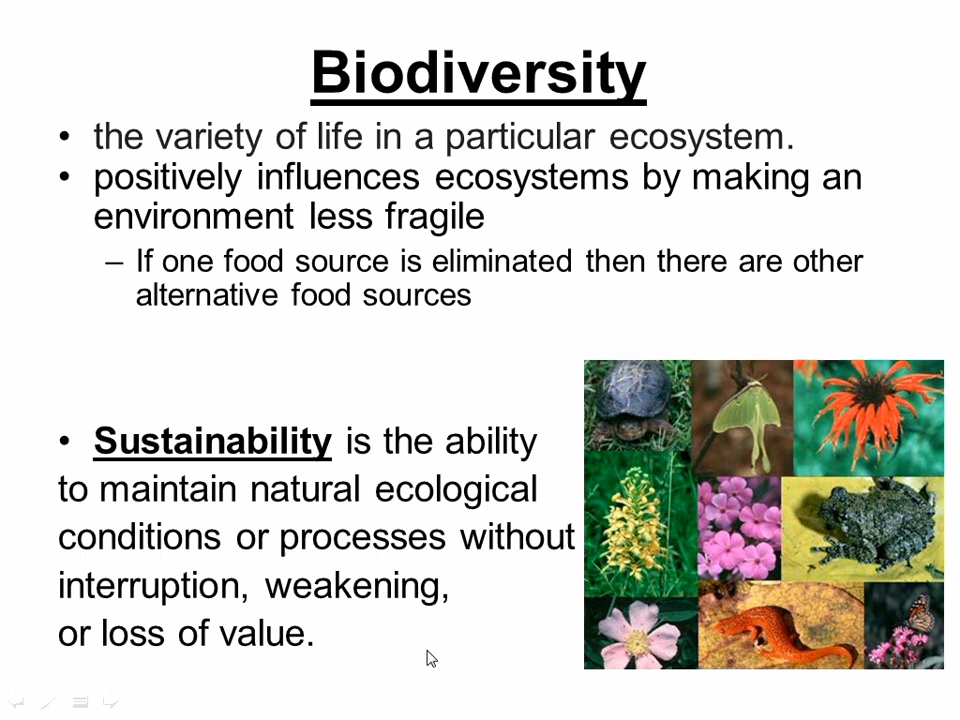 Biodiversity
• the variety of life in a particular ecosystem.
• positively influences ecosystems by making an
environment less fragile
– If one food source is eliminated then there are other
alternative food sources
• Sustainability is the ability
to maintain natural ecological
conditions or processes without
interruption, weakening,
or loss of value.